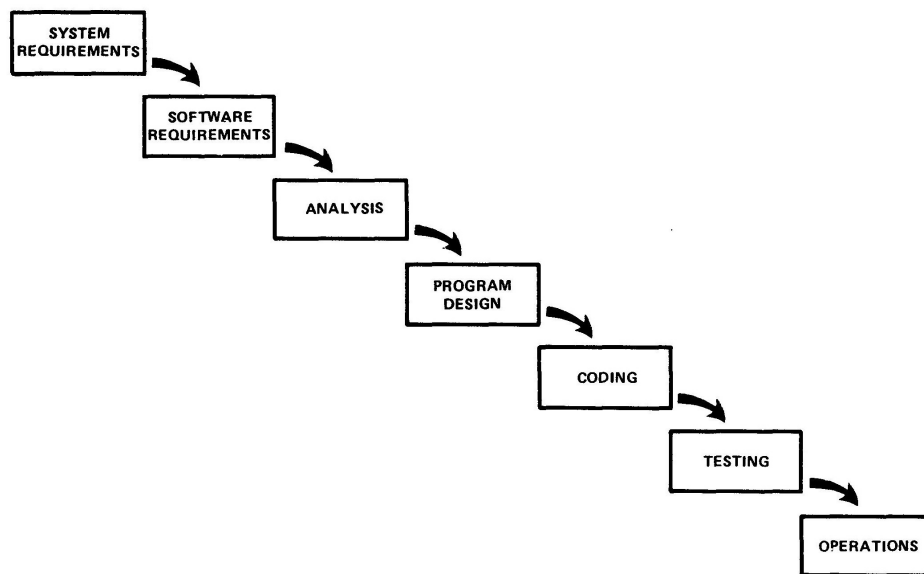 SYSTEM
REQUIREMENTS
SOFTWARE
REQUIREMENTS
ANALYSIS
PROGRAM
DESIGN
CODING
TESTING
OPERATIONS